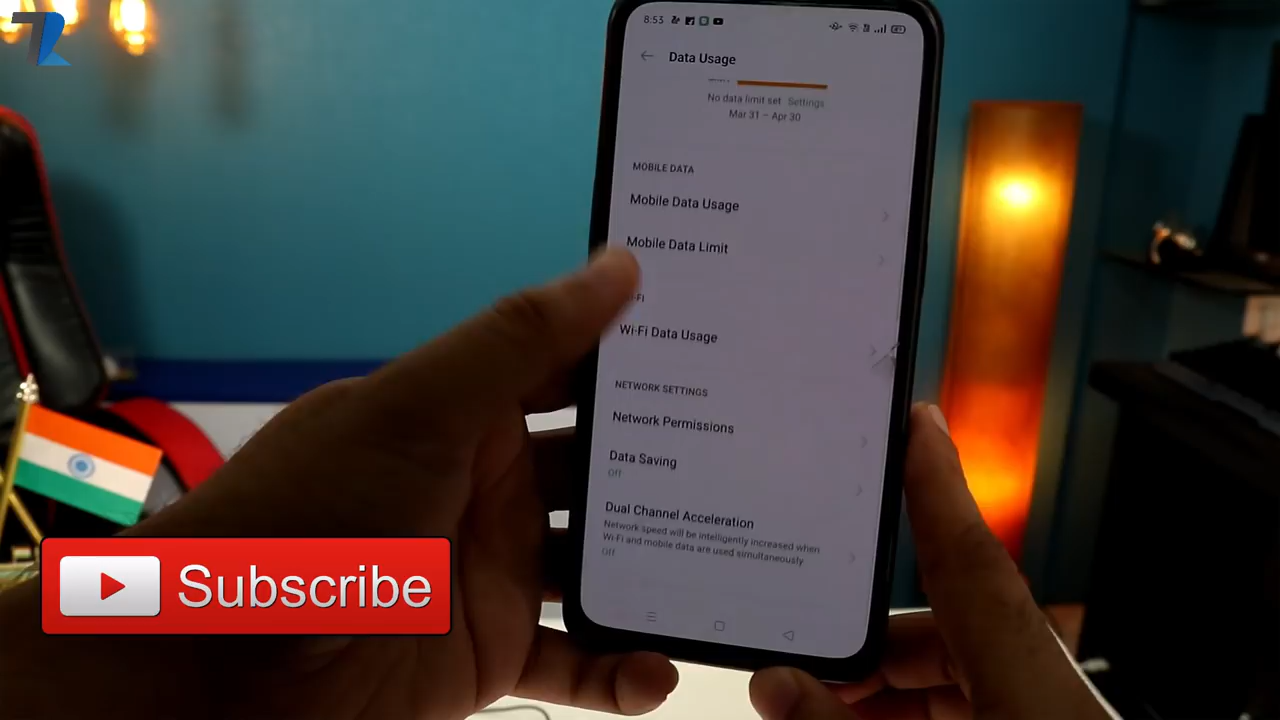 8:53
Data Usage
No data limit set Settings
Mar 31 – Apr 30
MOBILE DATA
Mobile Data Usage
Mobile Data Limit
-FI
Wi-Fi Data Usage
NETWORK SETTINGS
Network Permissions
Data Saving
Off
Dual Channel Acceleration
Network speed will be intelligently increased when
Wi-Fi and mobile data are used simultaneously
Off
Subscribe